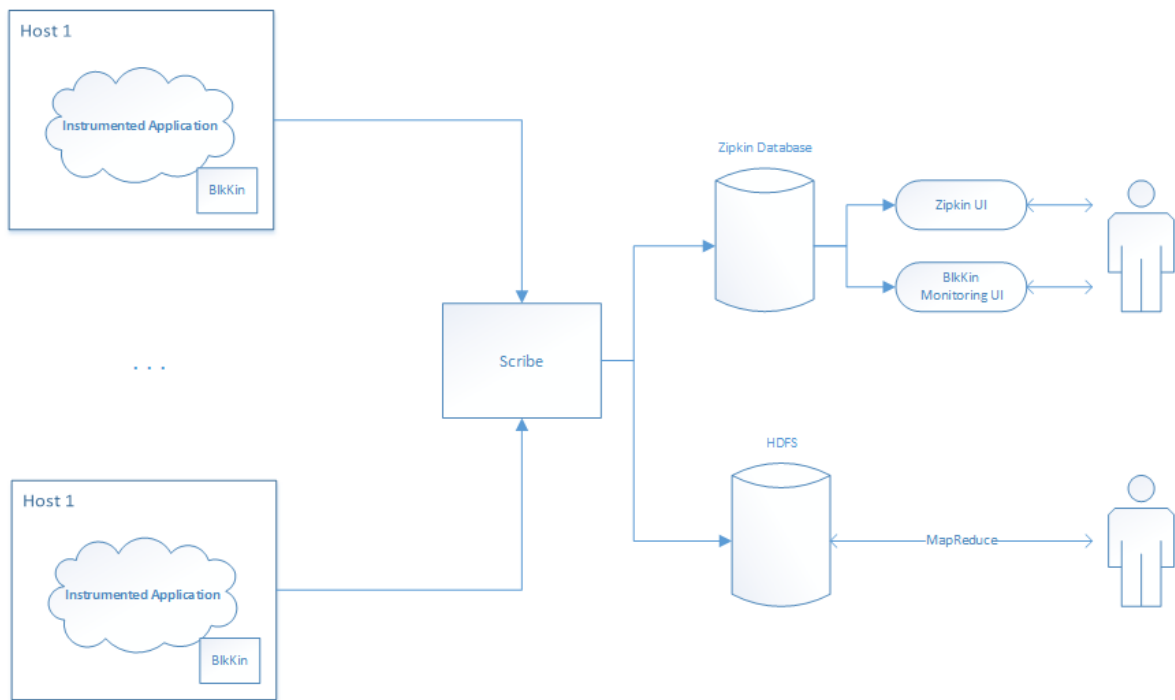 Host 1
Instrumented Application
BlkKin
Zipkin Database
Zipkin UI
BlkKin
Monitoring UI
Scribe
. . .
HDFS
MapReduce
Host 1
Instrumented Application
BlkKin